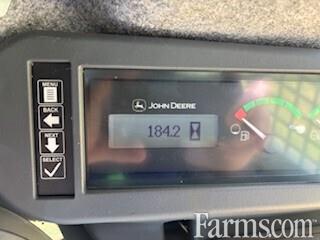 MENU
BACK
NEXT
SELECT
JOHN DEERE
184.2
Farms.com